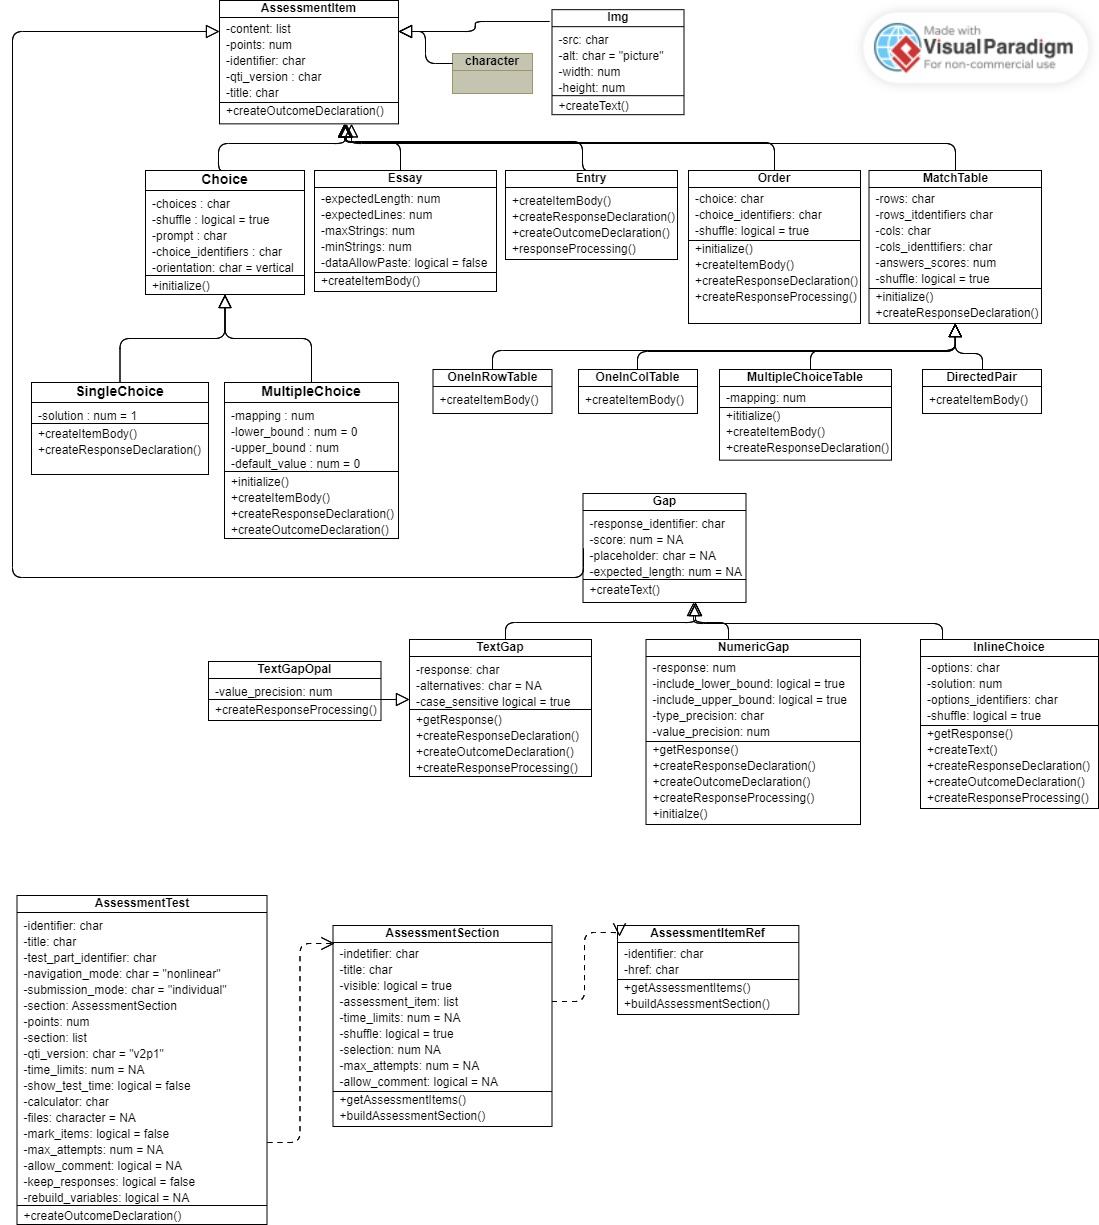 AssessmentItem
-content: list
-points: num
-identifier: char
-qti_version : char
-title: char
+createOutcomeDeclaration()
character
Img
-src: char
-alt: char = "picture"
-width: num
-height: num
+createText()
Made with
VisualParadigm
For non-commercial use
Choice
-choices : char
-shuffle : logical = true
-prompt : char
-choice_identifiers : char
-orientation: char = vertical
+initialize()
Essay
-expectedLength: num
-expectedLines: num
-maxStrings: num
-minStrings: num
-dataAllowPaste: logical = false
+createItemBody()
Entry
+createItemBody()
+createResponseDeclaration()
+createOutcomeDeclaration()
+responseProcessing()
Order
-choice: char
-choice_identifiers: char
-shuffle: logical = true
+initialize()
+createItemBody()
+createResponseDeclaration()
+createResponseProcessing()
MatchTable
-rows: char
-rows_itdentifiers char
-cols: char
-cols_identtifiers: char
-answers_scores: num
-shuffle: logical = true
+initialize()
+createResponseDeclaration()
SingleChoice
-solution : num = 1
+createItemBody()
+createResponseDeclaration()
MultipleChoice
-mapping : num
-lower_bound : num = 0
-upper_bound : num
-default_value : num = 0
+initialize()
+createItemBody()
+createResponseDeclaration()
+createOutcomeDeclaration()
OneInRowTable
+createItemBody()
OneInColTable
+createItemBody()
MultipleChoiceTable
-mapping: num
+ititialize()
+createItemBody()
+createResponseDeclaration()
DirectedPair
+createItemBody()
Gap
-response_identifier: char
-score: num = NA
-placeholder: char = NA
-expected_length: num = NA
+createText()
TextGapOpal
-value_precision: num
+createResponseProcessing()
TextGap
-response: char
-alternatives: char = NA
-case_sensitive logical = true
+getResponse()
+createResponseDeclaration()
+createOutcomeDeclaration()
+createResponseProcessing()
NumericGap
-response: num
-include_lower_bound: logical = true
-include_upper_bound: logical = true
-type_precision: char
-value_precision: num
+getResponse()
+createResponseDeclaration()
+createOutcomeDeclaration()
+createResponseProcessing()
+initialze()
InlineChoice
-options: char
-solution: num
-options_identifiers: char
-shuffle: logical = true
+getResponse()
+createText()
+createResponseDeclaration()
+createOutcomeDeclaration()
+createResponseProcessing()
AssessmentTest
-identifier: char
-title: char
-test_part_identifier: char
-navigation_mode: char = "nonlinear"
-submission_mode: char = "individual"
-section: AssessmentSection
-points: num
-section: list
-qti_version: char = "v2p1"
-time_limits: num = NA
-show_test_time: logical = false
-calculator: char
-files: character = NA
-mark_items: logical = false
-max_attempts: num = NA
-allow_comment: logical = NA
-keep_responses: logical = false
-rebuild_variables: logical = NA
+createOutcomeDeclaration()
AssessmentSection
-indetifier: char
-title: char
-visible: logical = true
-assessment_item: list
-time_limits: num = NA
-shuffle: logical = true
-selection: num NA
-max_attempts: num = NA
-allow_comment: logical = NA
+getAssessmentItems()
+buildAssessmentSection()
AssessmentItemRef
-identifier: char
-href: char
+getAssessmentItems()
+buildAssessmentSection()